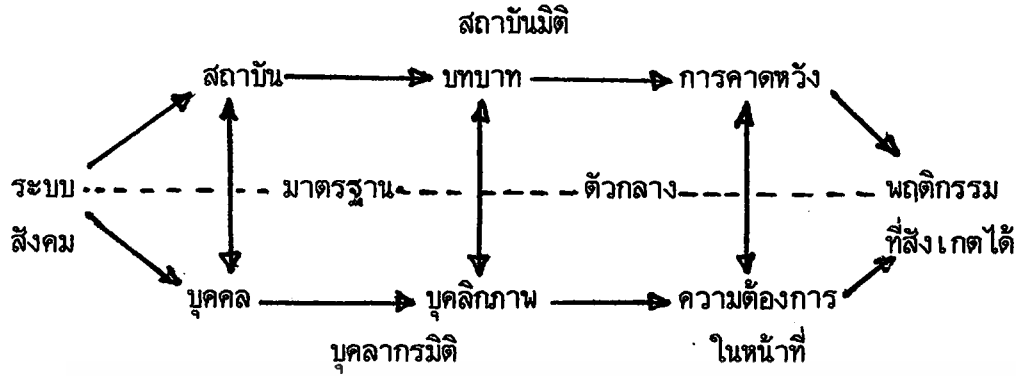 สถาบันมิติ
สถาบัน บทบาท การคาดหวัง
ระบบ มาตรฐาน ตัวกลาง พฤติกรรม
สังคม ที่สังเกตได้
บุคคล บุคลิกภาพ ความต้องการ
บุคลากรมิติ ในหน้าที่